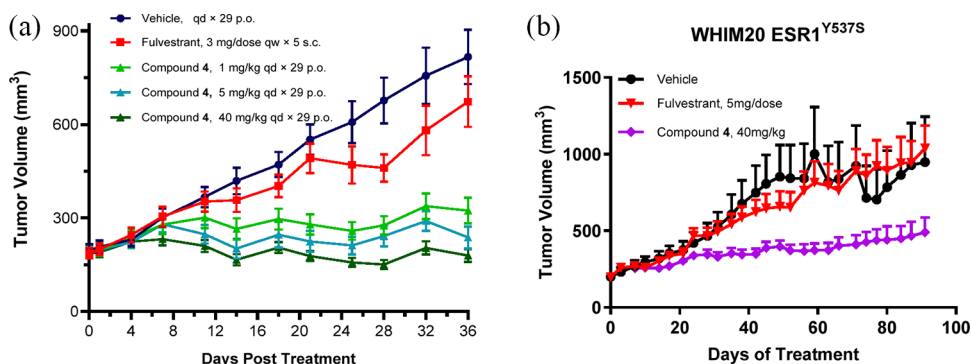 (a)
Vehicle, qd × 29 p.o.
Fulvestrant, 3 mg/dose qw × 5 s.c.
Compound 4, 1 mg/kg qd × 29 p.o.
Compound 4, 5 mg/kg qd × 29 p.o.
Compound 4, 40 mg/kg qd × 29 p.o.
Tumor Volume (mm³)
900
600
300
0
0 4 8 12 16 20 24 28 32 36
Days Post Treatment
(b)
WHIM20 ESR1Y537S
Vehicle
Fulvestrant, 5mg/dose
Compound 4, 40mg/kg
Tumor Volume (mm³)
1500
1000
500
0
0 20 40 60 80 100
Days of Treatment